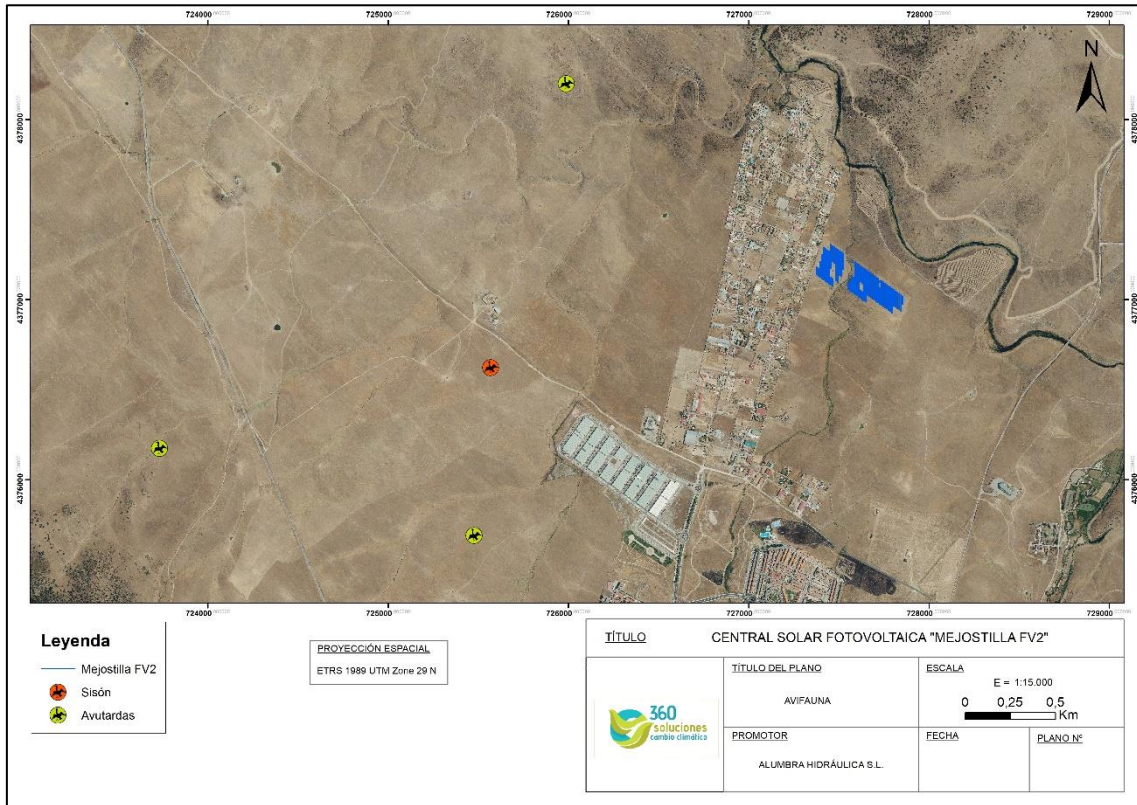 724000 725000 726000 727000 728000 729000
4378000 4378000
4377000 4377000
4376000 4376000
N
724000 725000 726000 727000 728000 729000
Leyenda
Mejostilla FV2
Sisón
Avutardas
PROYECCIÓN ESPACIAL
ETRS 1989 UTM Zone 29 N
TÍTULO CENTRAL SOLAR FOTOVOLTAICA "MEJOSTILLA FV2"
360
soluciones
cambio climático
TÍTULO DEL PLANO
AVIFAUNA
ESCALA
E = 1:15.000
0 0,25 0,5
Km
PROMOTOR
ALUMBRA HIDRÁULICA S.L.
FECHA
PLANO Nº